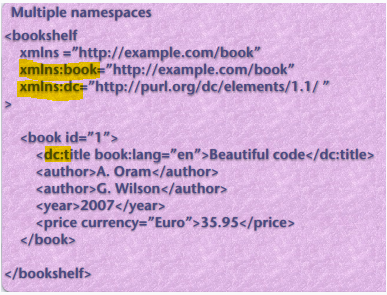 Multiple namespaces
<bookshelf
xmlns =”http://example.com/book”
xmlns:book=”http://example.com/book”
xmlns:dc=”http://purl.org/dc/elements/1.1/ ”
>
<book id=”1”>
<dc:title book:lang=”en”>Beautiful code</dc:title>
<author>A. Oram</author>
<author>G. Wilson</author>
<year>2007</year>
<price currency=”Euro”>35.95</price>
</book>
</bookshelf>